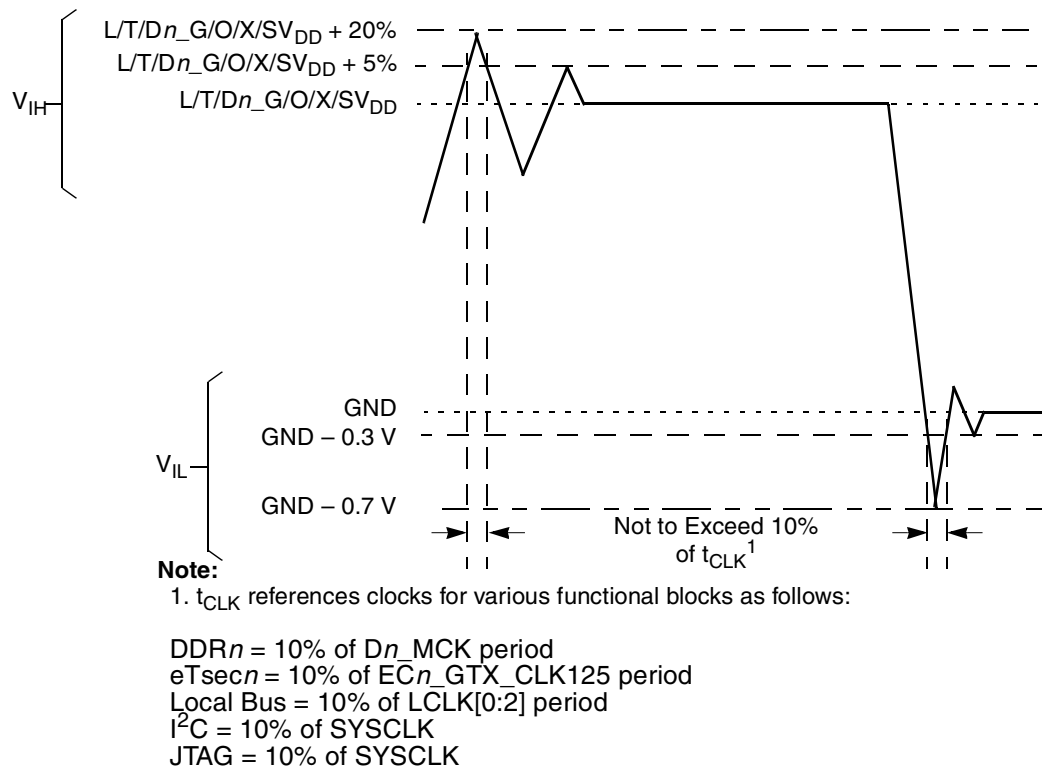 L/T/Dn_G/O/X/SVDD + 20%
L/T/Dn_G/O/X/SVDD + 5%
L/T/Dn_G/O/X/SVDD
VIH
GND
GND – 0.3 V
VIL
GND – 0.7 V
Not to Exceed 10%
of tCLK1
Note:
1. tCLK references clocks for various functional blocks as follows:
DDRn = 10% of Dn_MCK period
eTsecn = 10% of ECn_GTX_CLK125 period
Local Bus = 10% of LCLK[0:2] period
I2C = 10% of SYSCLK
JTAG = 10% of SYSCLK